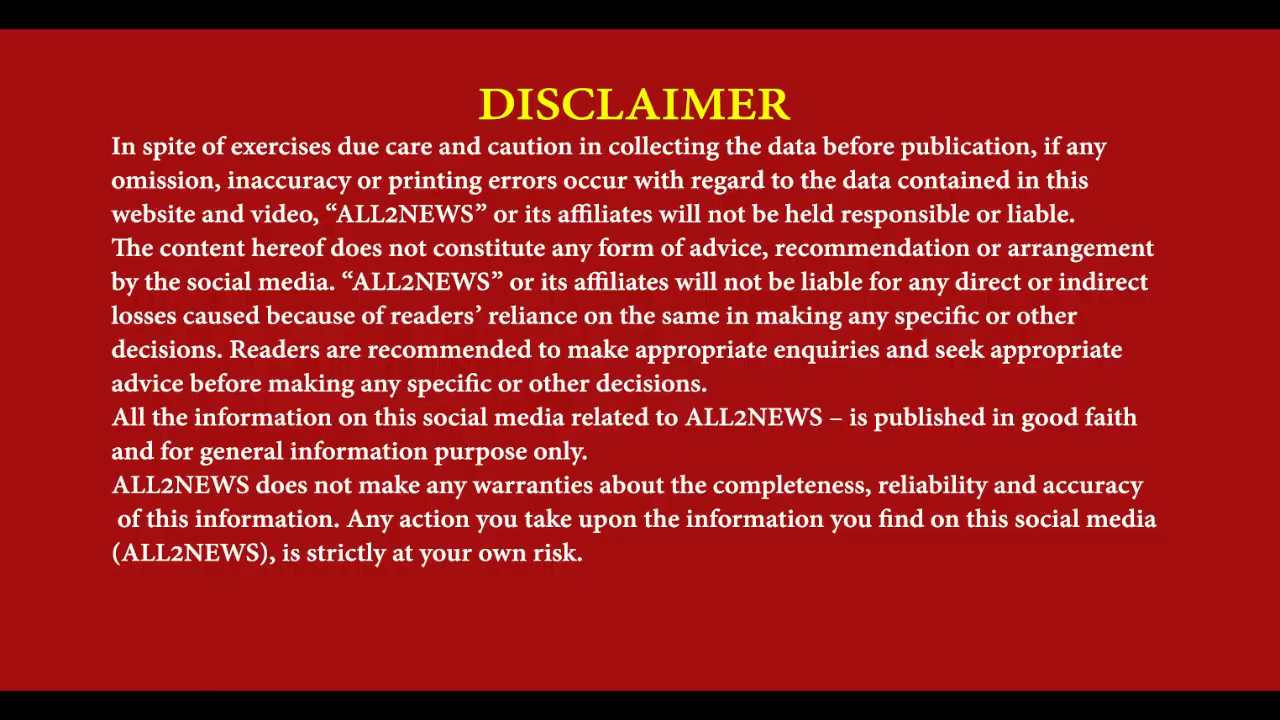 DISCLAIMER
In spite of exercises due care and caution in collecting the data before publication, if any
omission, inaccuracy or printing errors occur with regard to the data contained in this
website and video, “ALL2NEWS” or its affiliates will not be held responsible or liable.
The content hereof does not constitute any form of advice, recommendation or arrangement
by the social media. “ALL2NEWS” or its affiliates will not be liable for any direct or indirect
losses caused because of readers’ reliance on the same in making any specific or other
decisions. Readers are recommended to make appropriate enquiries and seek appropriate
advice before making any specific or other decisions.
All the information on this social media related to ALL2NEWS – is published in good faith
and for general information purpose only.
ALL2NEWS does not make any warranties about the completeness, reliability and accuracy
of this information. Any action you take upon the information you find on this social media
(ALL2NEWS), is strictly at your own risk.